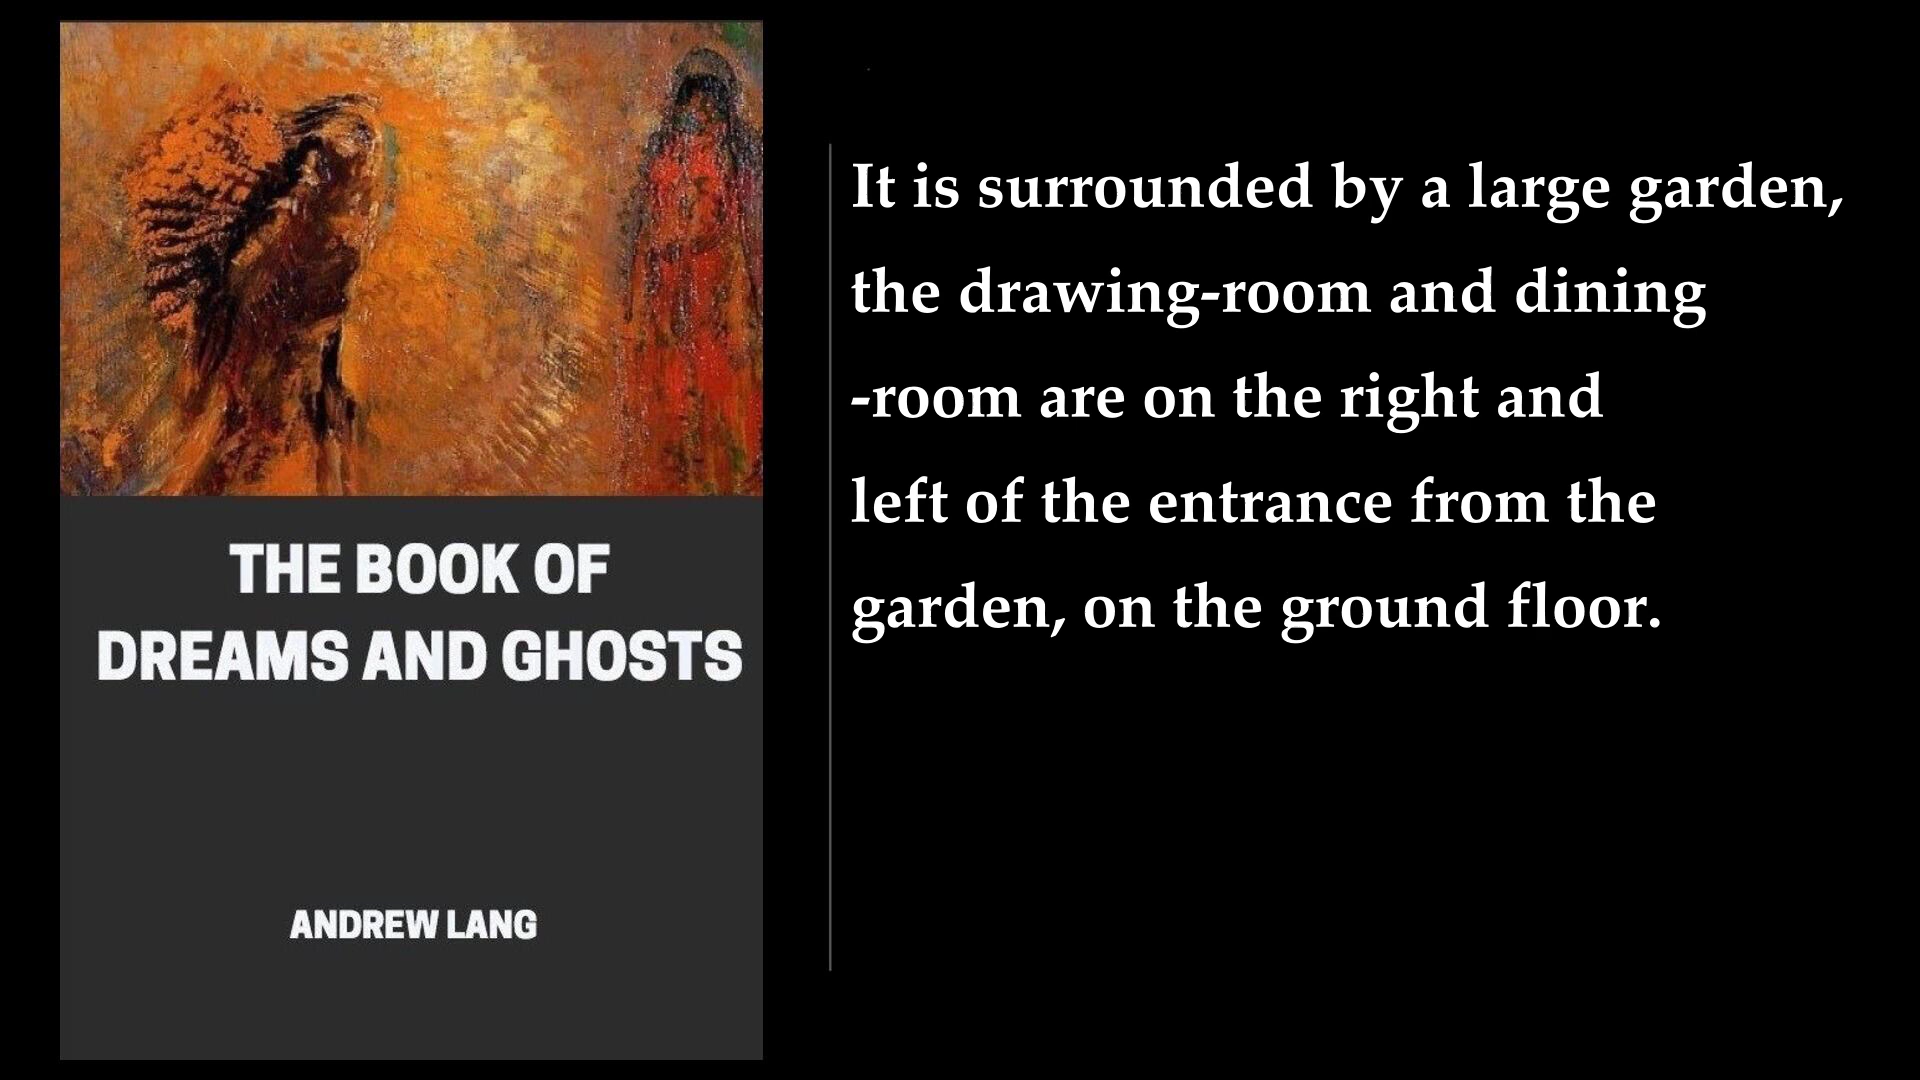 THE BOOK OF
DREAMS AND GHOSTS
ANDREW LANG
It is surrounded by a large garden,
the drawing-room and dining
-room are on the right and
left of the entrance from the
garden, on the ground floor.